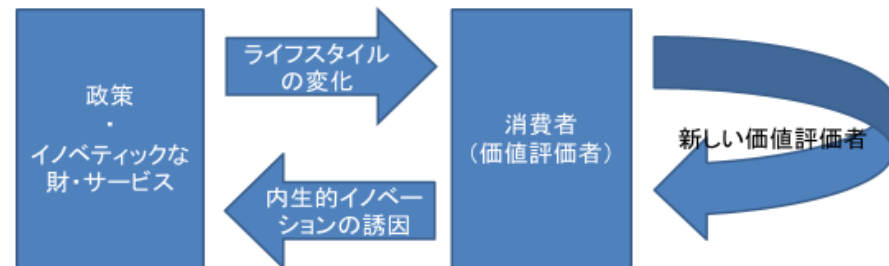 政策
・
イノベティックな
財・サービス
ライフスタイル
の変化
内生的イノベー
ションの誘因
消費者
（価値評価者）
新しい価値評価者